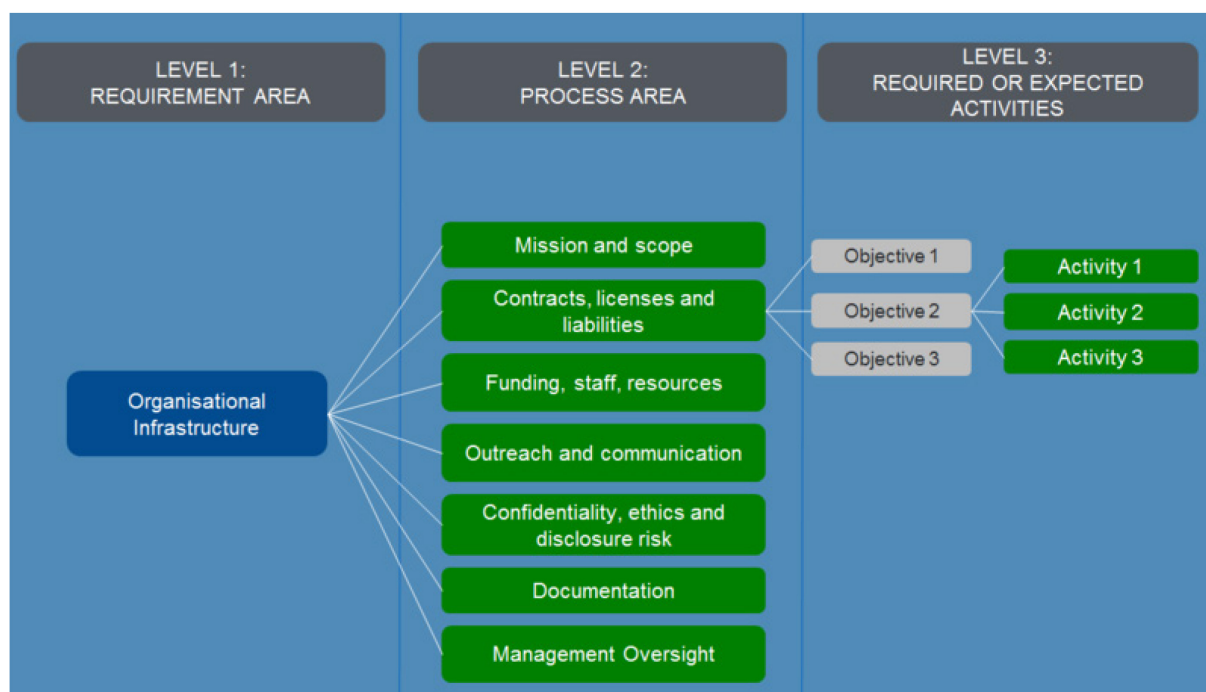 LEVEL 1:
REQUIREMENT AREA
LEVEL 2:
PROCESS AREA
LEVEL 3:
REQUIRED OR EXPECTED
ACTIVITIES
Organisational
Infrastructure
Mission and scope
Contracts, licenses and
liabilities
Funding, staff, resources
Outreach and communication
Confidentiality, ethics and
disclosure risk
Documentation
Management Oversight
Objective 1
Objective 2
Objective 3
Activity 1
Activity 2
Activity 3